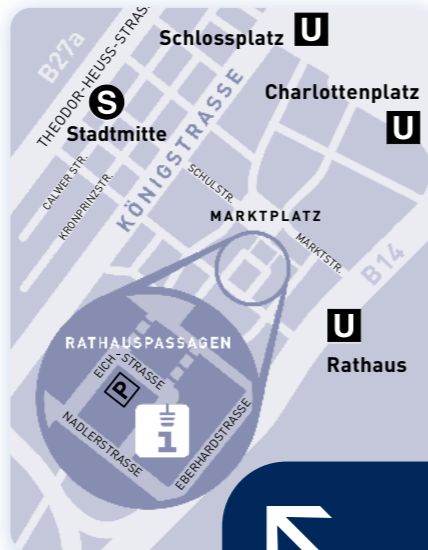 Schlossplatz U
B27a
THEODOR-HEUSS-STRAS
Charlottenplatz
U
S
Stadtmitte
KÖNIGSTRASSE
CALWER STR.
KRONPRINZSTR.
SCHULSTR.
MARKTPLATZ
MARKTSTR.
B14
U
Rathaus
RATHAUSPASSAGEN
EICH-STRASSE
P
i
NADLERSTRASSE
EBERHARDSTRASSE